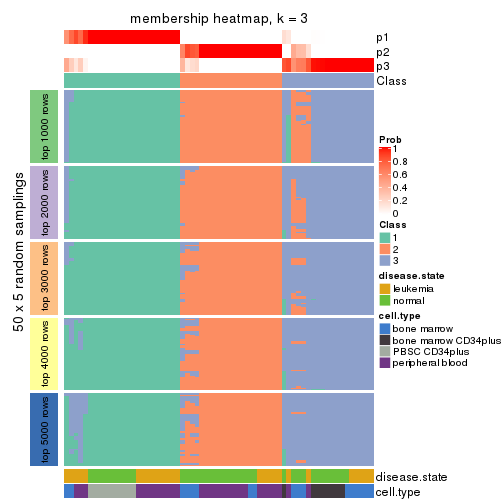 membership heatmap, k = 3
p1
p2
p3
Class
50 x 5 random samplings
top 1000 rows
top 2000 rows
top 3000 rows
top 4000 rows
top 5000 rows
Prob
1
0.8
0.6
0.4
0.2
0
Class
1
2
3
disease.state
leukemia
normal
cell.type
bone marrow
bone marrow CD34plus
PBSC CD34plus
peripheral blood
disease.state
cell.type